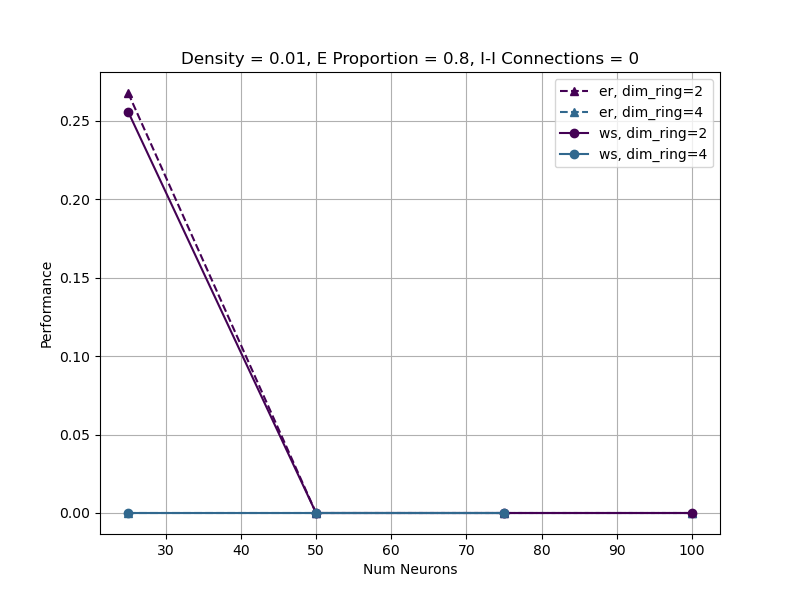 Density = 0.01, E Proportion = 0.8, I-I Connections = 0
er, dim_ring=2
er, dim_ring=4
ws, dim_ring=2
ws, dim_ring=4
0.25
0.20
0.15
0.10
0.05
0.00
Performance
30 40 50 60 70 80 90 100
Num Neurons